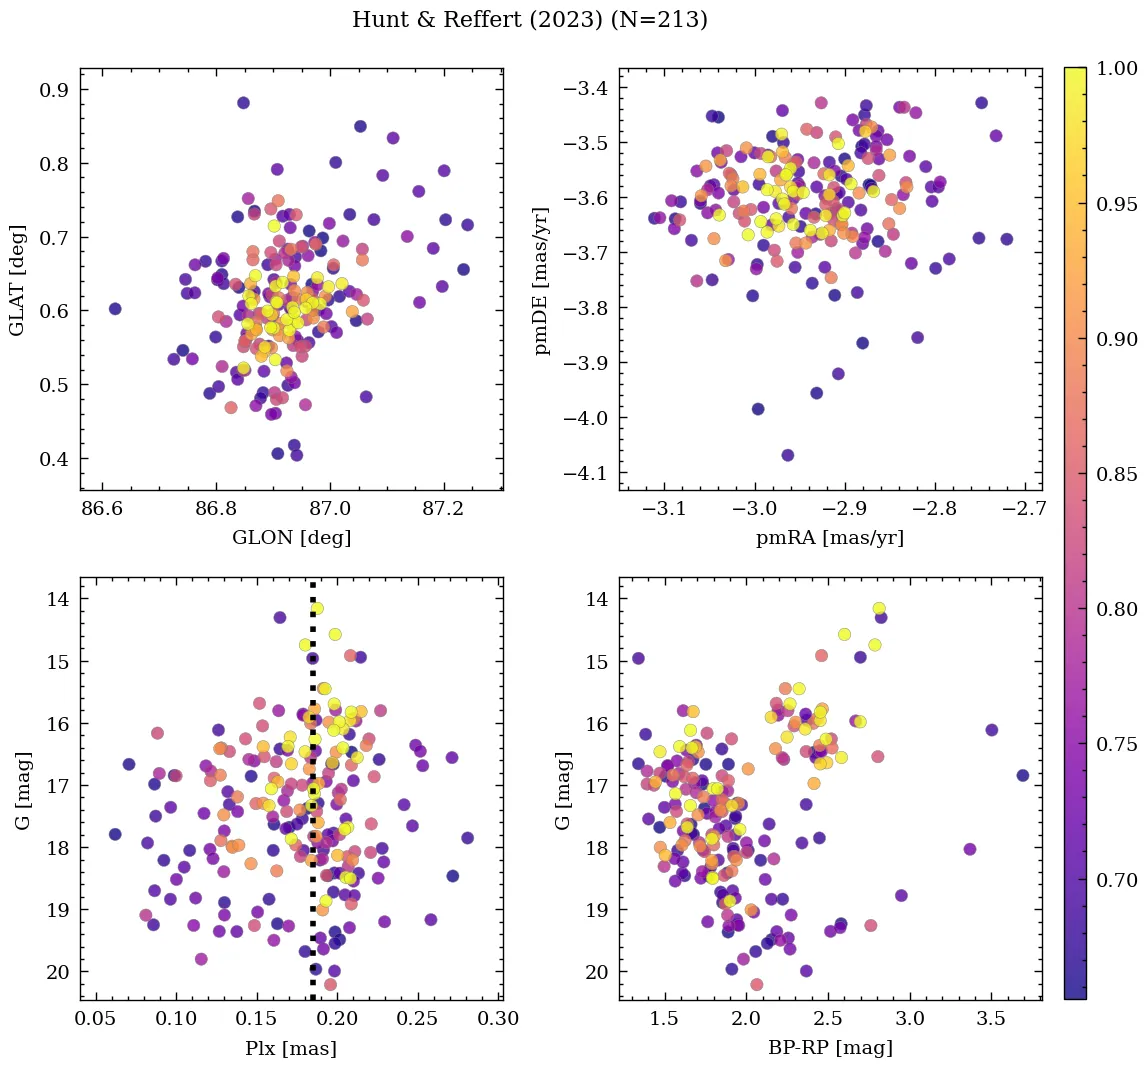 Hunt & Reffert (2023) (N=213)
0.9
0.8
0.7
0.6
0.5
0.4
GLAT [deg]
86.6 86.8 87.0 87.2
GLON [deg]
−3.4
−3.5
−3.6
−3.7
−3.8
−3.9
−4.0
−4.1
pmDE [mas/yr]
−3.1 −3.0 −2.9 −2.8 −2.7
pmRA [mas/yr]
14
15
16
17
18
19
20
G [mag]
0.05 0.10 0.15 0.20 0.25 0.30
Plx [mas]
14
15
16
17
18
19
20
G [mag]
1.5 2.0 2.5 3.0 3.5
BP-RP [mag]
1.00
0.95
0.90
0.85
0.80
0.75
0.70